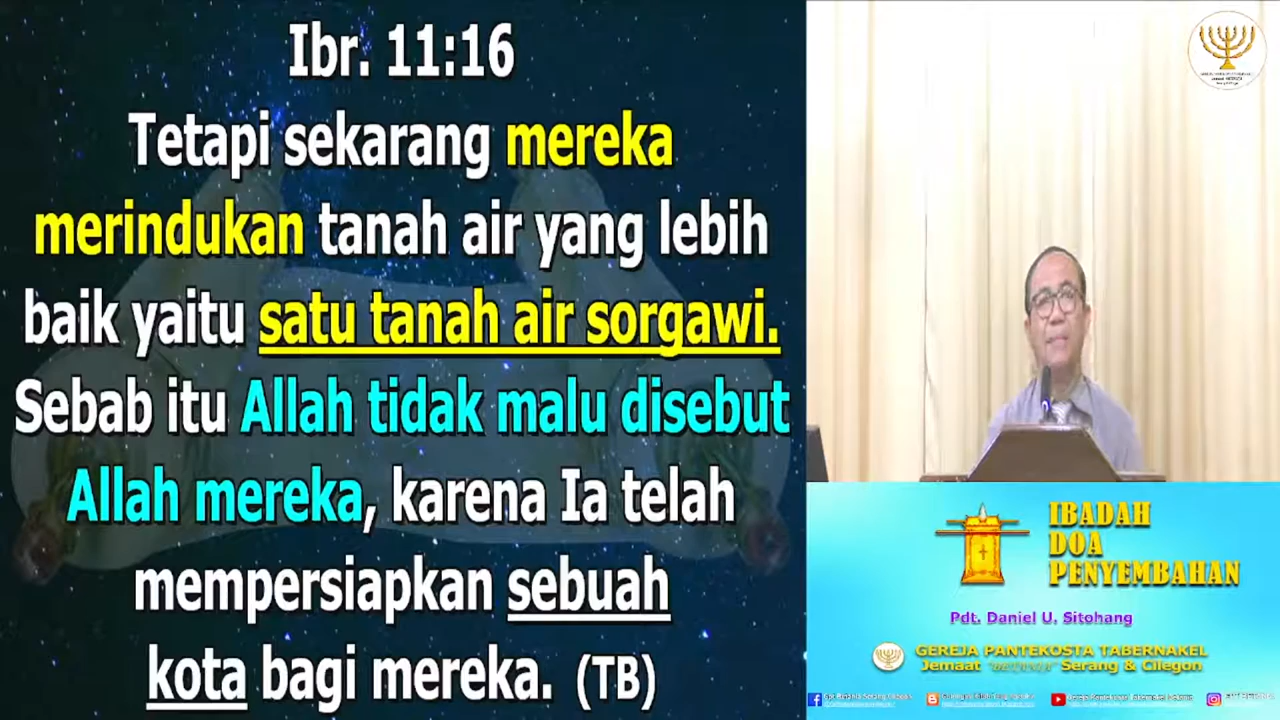 Ibr. 11:16
Tetapi sekarang mereka
merindukan tanah air yang lebih
baik yaitu satu tanah air sorgawi.
Sebab itu Allah tidak malu disebut
Allah mereka, karena Ia telah
mempersiapkan sebuah
kota bagi mereka. (TB)
IBADAH
DOA
PENYEMBAHAN
Pdt. Daniel U. Sitohang
GEREJA PANTEKOSTA TABERNAKEL
Jemaat "BETHANIA" Serang & Cilegon